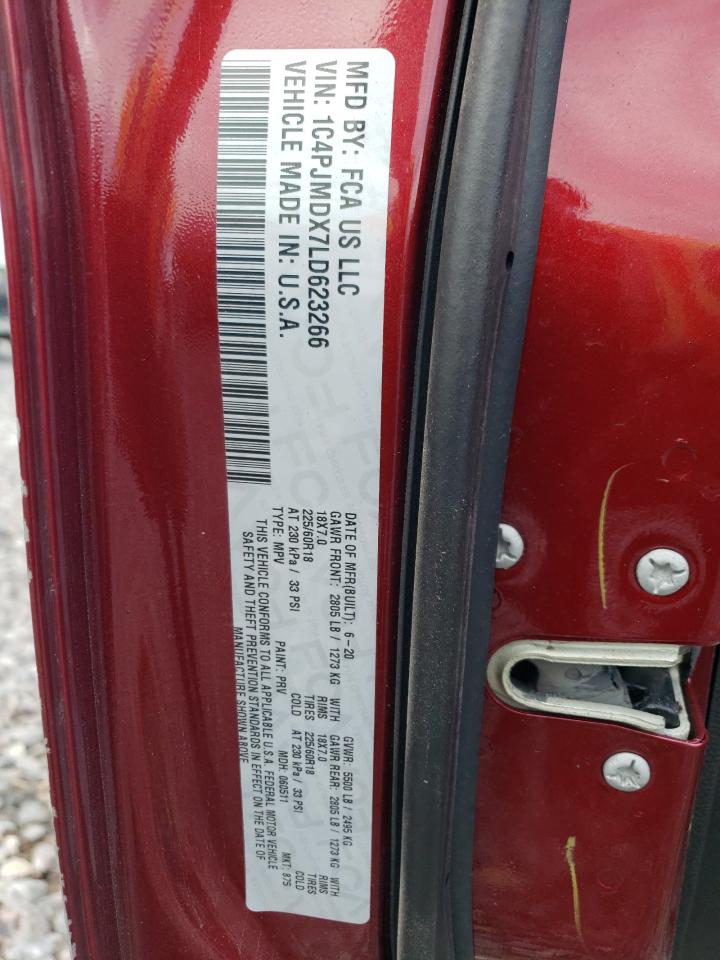 MFD BY: FCA US LLC
VIN: 1C4PJMDX7LD623266
VEHICLE MADE IN: U.S.A.
DATE OF MFR(BUILT): 6-20 GVWR: 5500 LB / 2495 KG
GAWR FRONT: 2805 LB / 1273 KG WITH GAWR REAR: 2805 LB / 1273 KG WITH
18X7.0 RIMS 18X7.0 RIMS
225/60R18 TIRES 225/60R18 TIRES
AT 230 kPa / 33 PSI COLD AT 230 kPa / 33 PSI COLD
TYPE: MPV PAINT: PRV MDH: 060511 MKT: 875
THIS VEHICLE CONFORMS TO ALL APPLICABLE U.S.A. FEDERAL MOTOR VEHICLE
SAFETY AND THEFT PREVENTION STANDARDS IN EFFECT ON THE DATE OF
MANUFACTURE SHOWN ABOVE